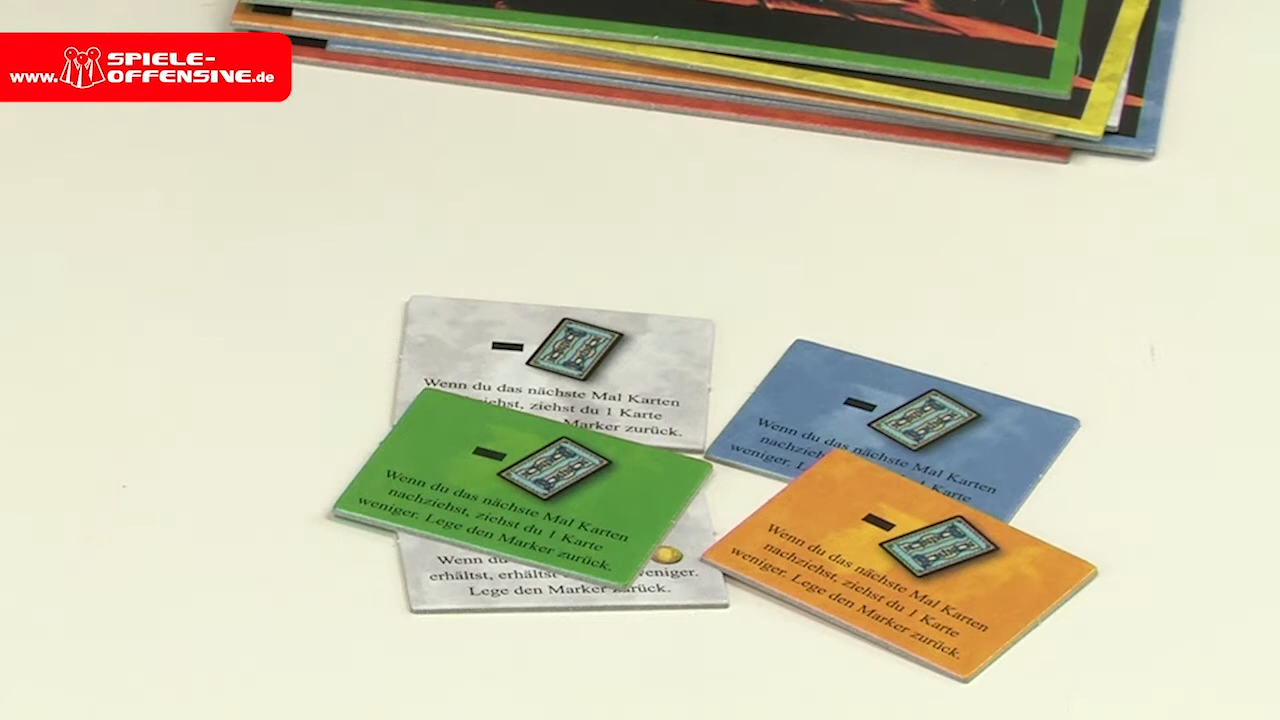 www.SPIELE-OFFENSIVE.de
Wenn du das nächste Mal Karten
ziehst, ziehst du 1 Karte
Marker zurück.
Wenn du das nächste Mal Karten
nachziehst, ziehst du 1 Karte
weniger. Lege den Marker zurück.
Wenn du
erhältst, erhältst weniger.
Lege den Marker zurück.
Wenn du das nächste Mal Karten
nachziehst,
weniger. 1 Karte
Wenn du das nächste Mal Karten
nachziehst, ziehst du 1 Karte
weniger. Lege den Marker zurück.